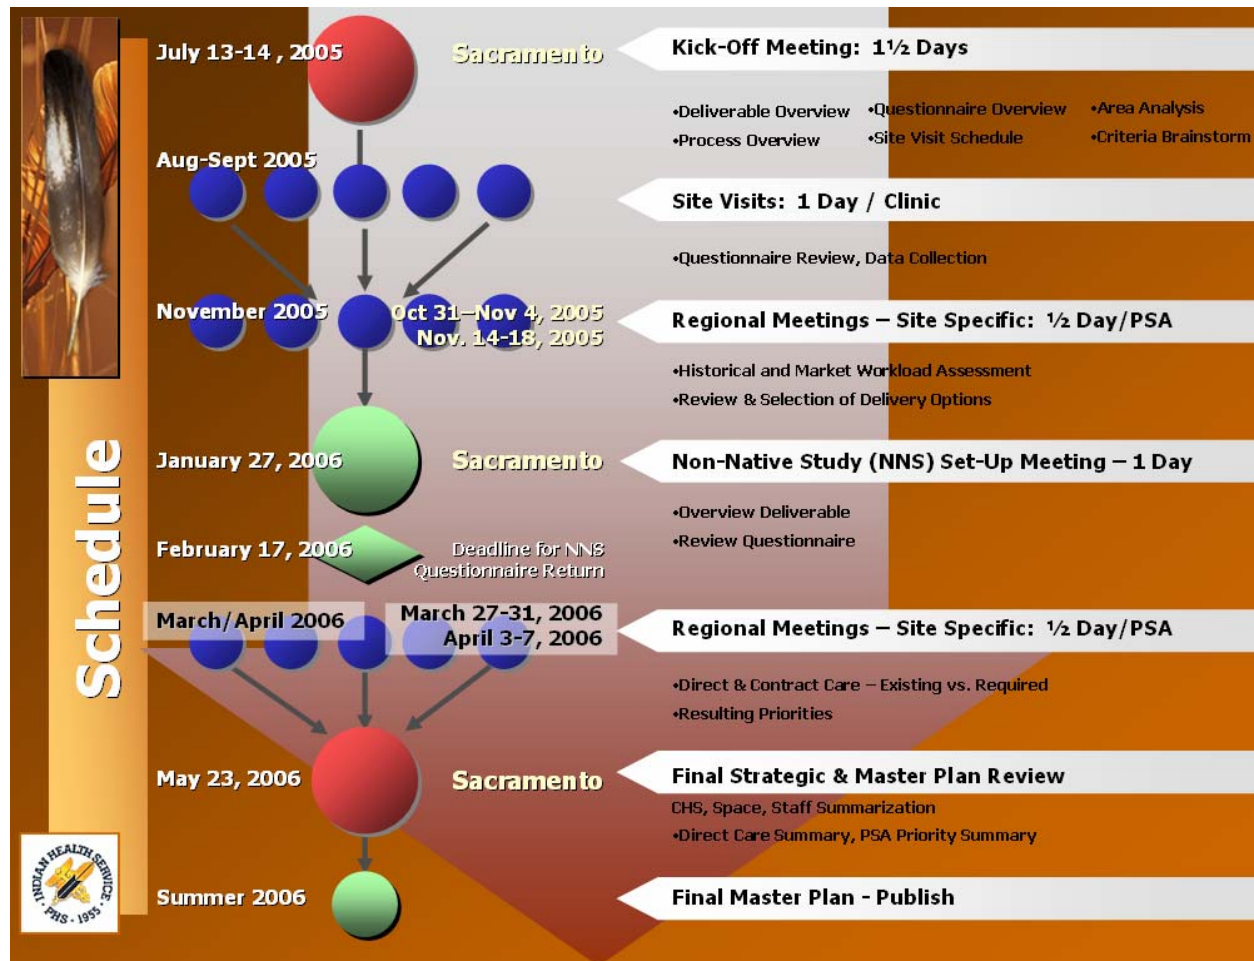 Schedule
July 13-14 , 2005
Sacramento
Kick-Off Meeting: 1½ Days
•Deliverable Overview •Questionnaire Overview •Area Analysis
•Process Overview •Site Visit Schedule •Criteria Brainstorm
Aug-Sept 2005
Site Visits: 1 Day / Clinic
•Questionnaire Review, Data Collection
November 2005
Oct 31–Nov 4, 2005
Nov. 14-18, 2005
Regional Meetings – Site Specific: ½ Day/PSA
•Historical and Market Workload Assessment
•Review & Selection of Delivery Options
January 27, 2006
Sacramento
Non-Native Study (NNS) Set-Up Meeting – 1 Day
•Overview Deliverable
•Review Questionnaire
February 17, 2006
Deadline for NNS
Questionnaire Return
March/April 2006
March 27-31, 2006
April 3-7, 2006
Regional Meetings – Site Specific: ½ Day/PSA
•Direct & Contract Care – Existing vs. Required
•Resulting Priorities
May 23, 2006
Sacramento
Final Strategic & Master Plan Review
CHS, Space, Staff Summarization
•Direct Care Summary, PSA Priority Summary
Summer 2006
Final Master Plan - Publish
INDIAN HEALTH SERVICE
• PHS - 1955 •